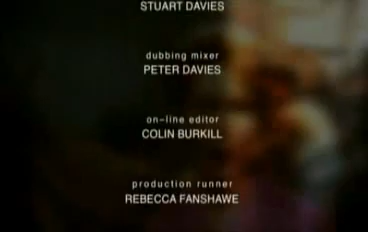 STUART DAVIES
dubbing mixer
PETER DAVIES
on-line editor
COLIN BURKILL
production runner
REBECCA FANSHAWE